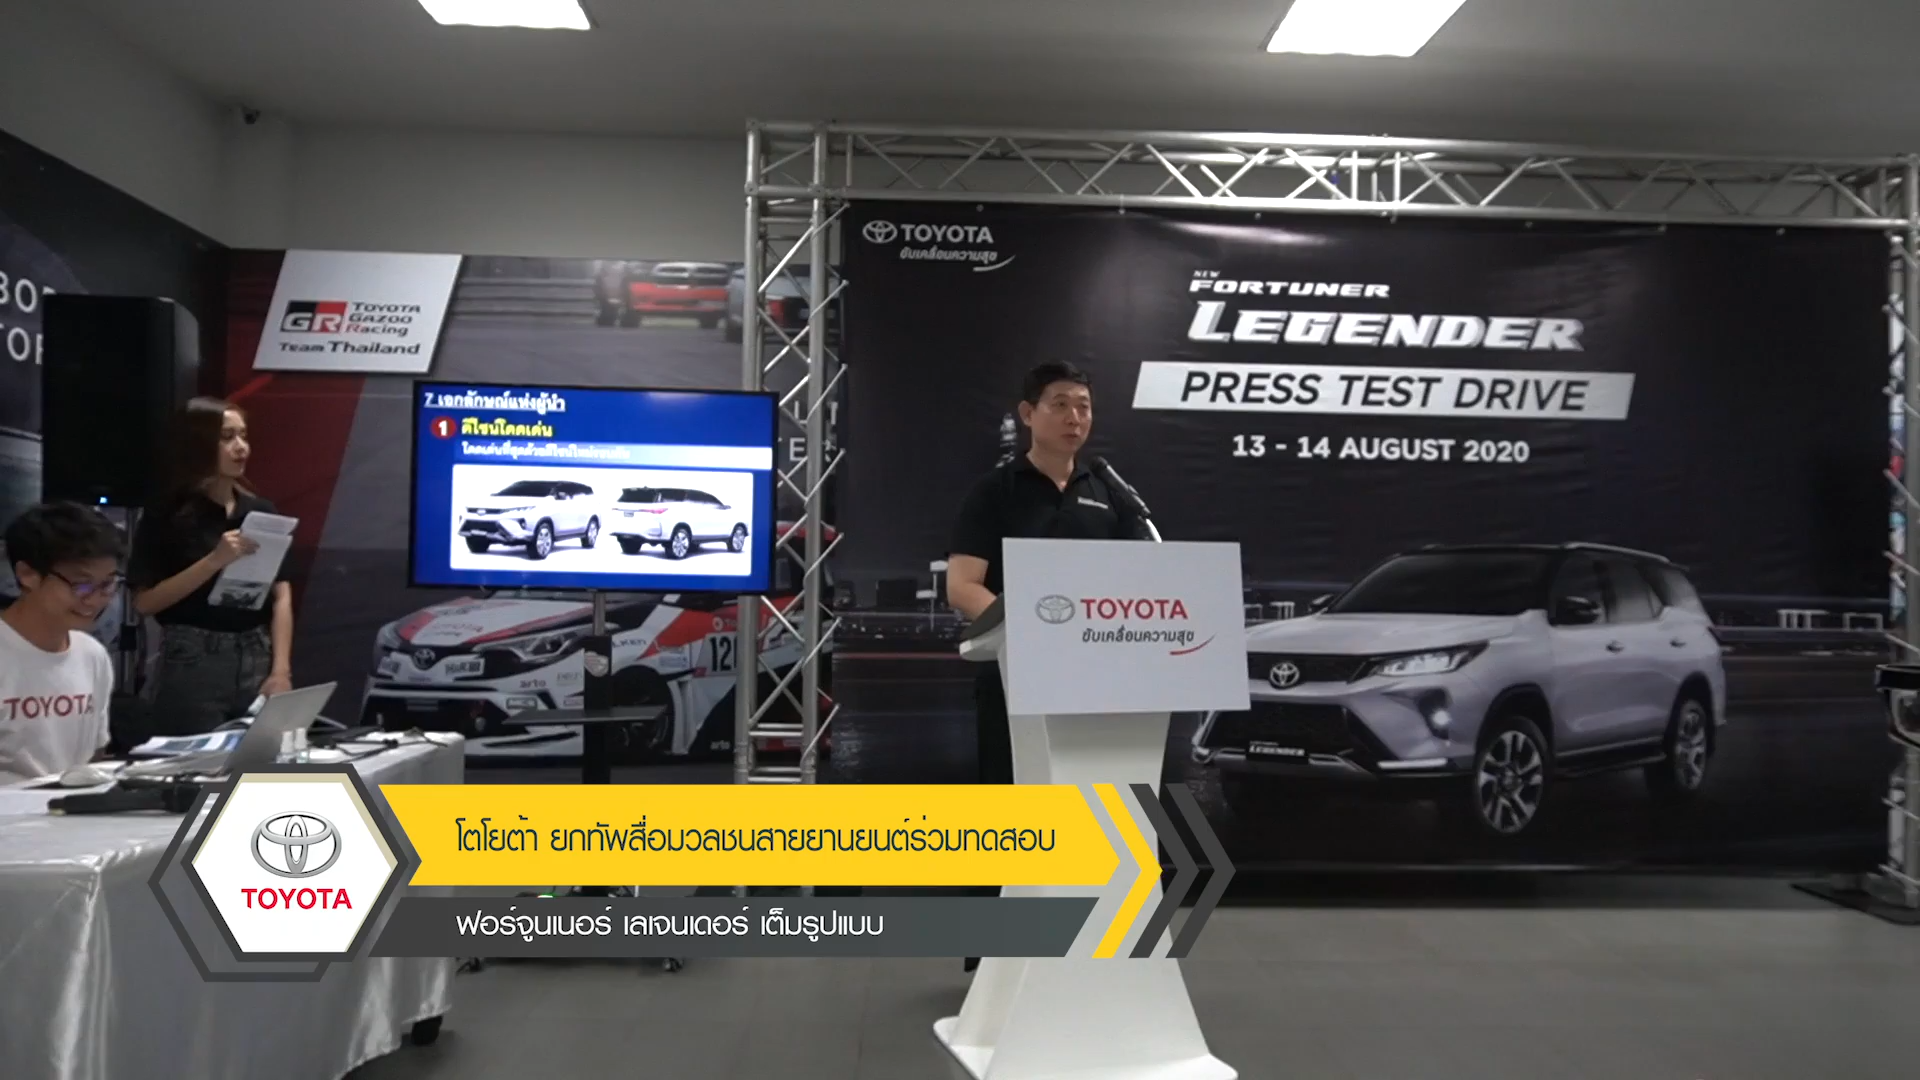 TOYOTA
ขับเคลื่อนความสุข
NEW
FORTUNER
LEGENDER
PRESS TEST DRIVE
13 - 14 AUGUST 2020
GR TOYOTA
GAZOO
Racing
Team Thailand
7 เอกลักษณ์แห่งผู้นำ
1 ดีไซน์โดดเด่น
TOYOTA
ขับเคลื่อนความสุข
TOYOTA
120
arto
LEGENDER
โตโยต้า ยกทัพสื่อมวลชนสายยานยนต์ร่วมทดสอบ
TOYOTA
ฟอร์จูนเนอร์ เลเจนเดอร์ เต็มรูปแบบ